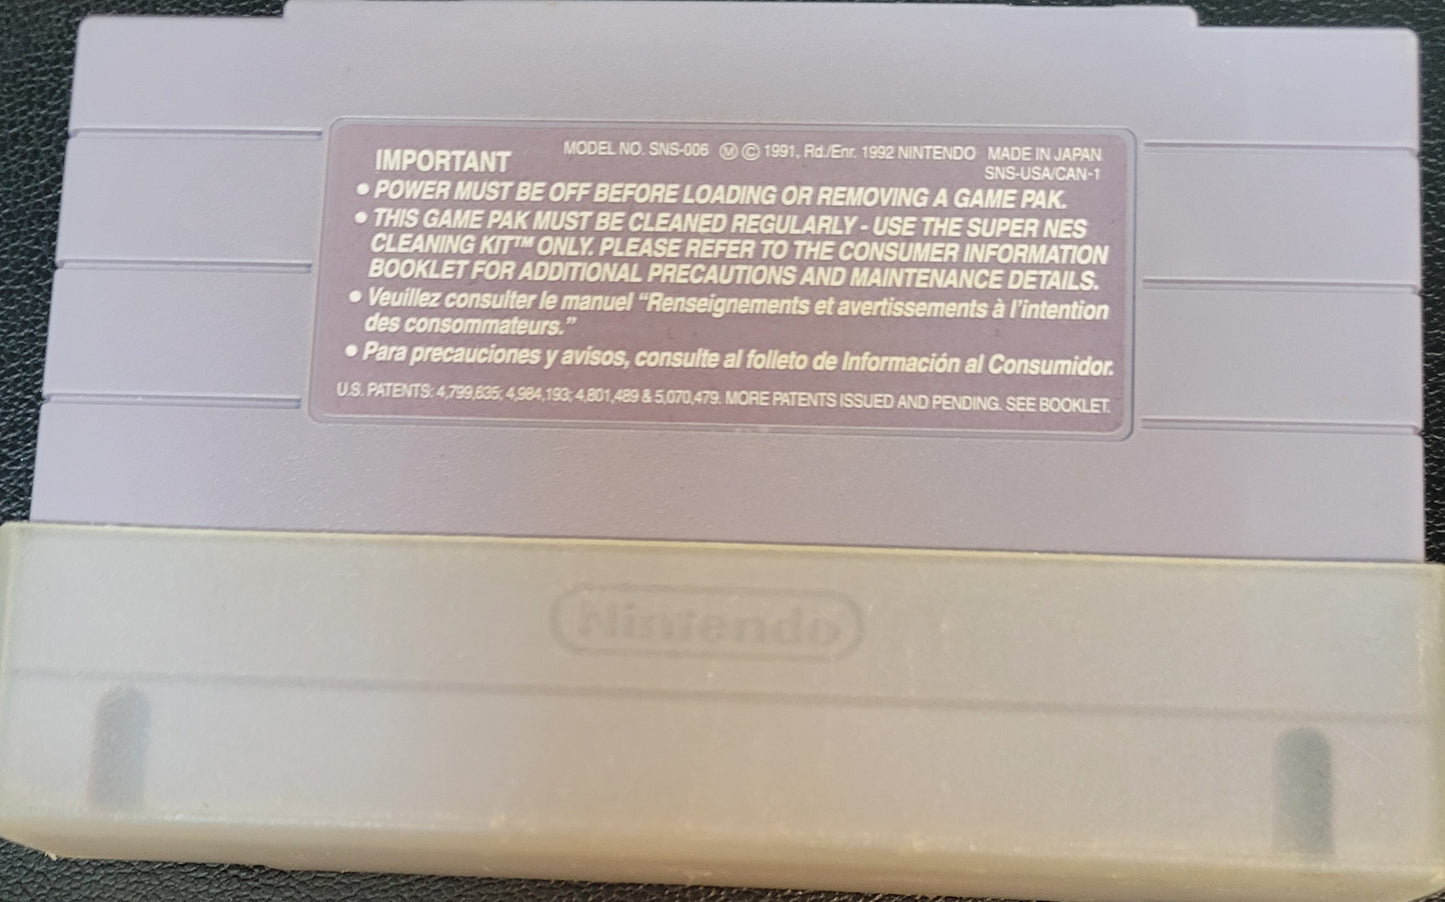 MODEL NO. SNS-006 Ⓜ © 1991, Rd./Enr. 1992 NINTENDO MADE IN JAPAN
SNS-USA/CAN-1
IMPORTANT
• POWER MUST BE OFF BEFORE LOADING OR REMOVING A GAME PAK.
• THIS GAME PAK MUST BE CLEANED REGULARLY - USE THE SUPER NES
CLEANING KIT™ ONLY. PLEASE REFER TO THE CONSUMER INFORMATION
BOOKLET FOR ADDITIONAL PRECAUTIONS AND MAINTENANCE DETAILS.
• Veuillez consulter le manuel “Renseignements et avertissements à l’intention
des consommateurs.”
• Para precauciones y avisos, consulte al folleto de Información al Consumidor.
U.S. PATENTS: 4,799,635; 4,984,193; 4,801,489 & 5,070,479. MORE PATENTS ISSUED AND PENDING. SEE BOOKLET.
Nintendo